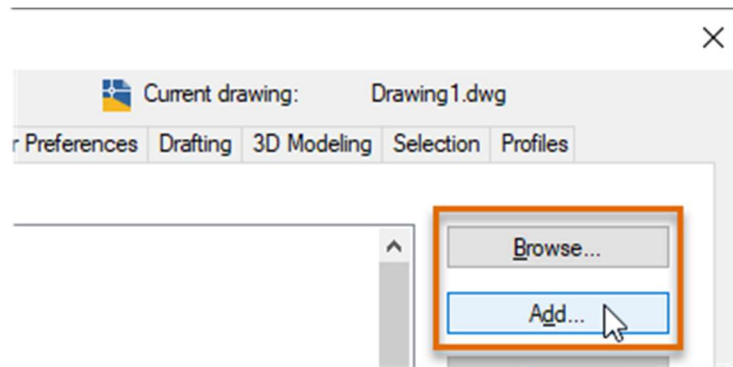 Current drawing: Drawing1.dwg
r Preferences Drafting 3D Modeling Selection Profiles
Browse...
Add...